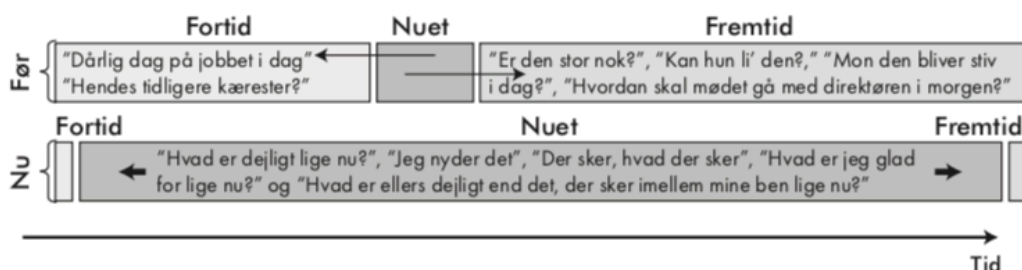 Fortid Nuet Fremtid
Før
"Dårlig dag på jobbet i dag" "Er den stor nok?", "Kan hun li' den?," "Mon den bliver stiv
"Hendes tidligere kærester?" i dag?", "Hvordan skal mødet gå med direktøren i morgen?"
Fortid Nuet Fremtid
Nu
"Hvad er dejligt lige nu?", "Jeg nyder det", "Der sker, hvad der sker", "Hvad er jeg glad
for lige nu?" og "Hvad er ellers dejligt end det, der sker imellem mine ben lige nu?"
Tid